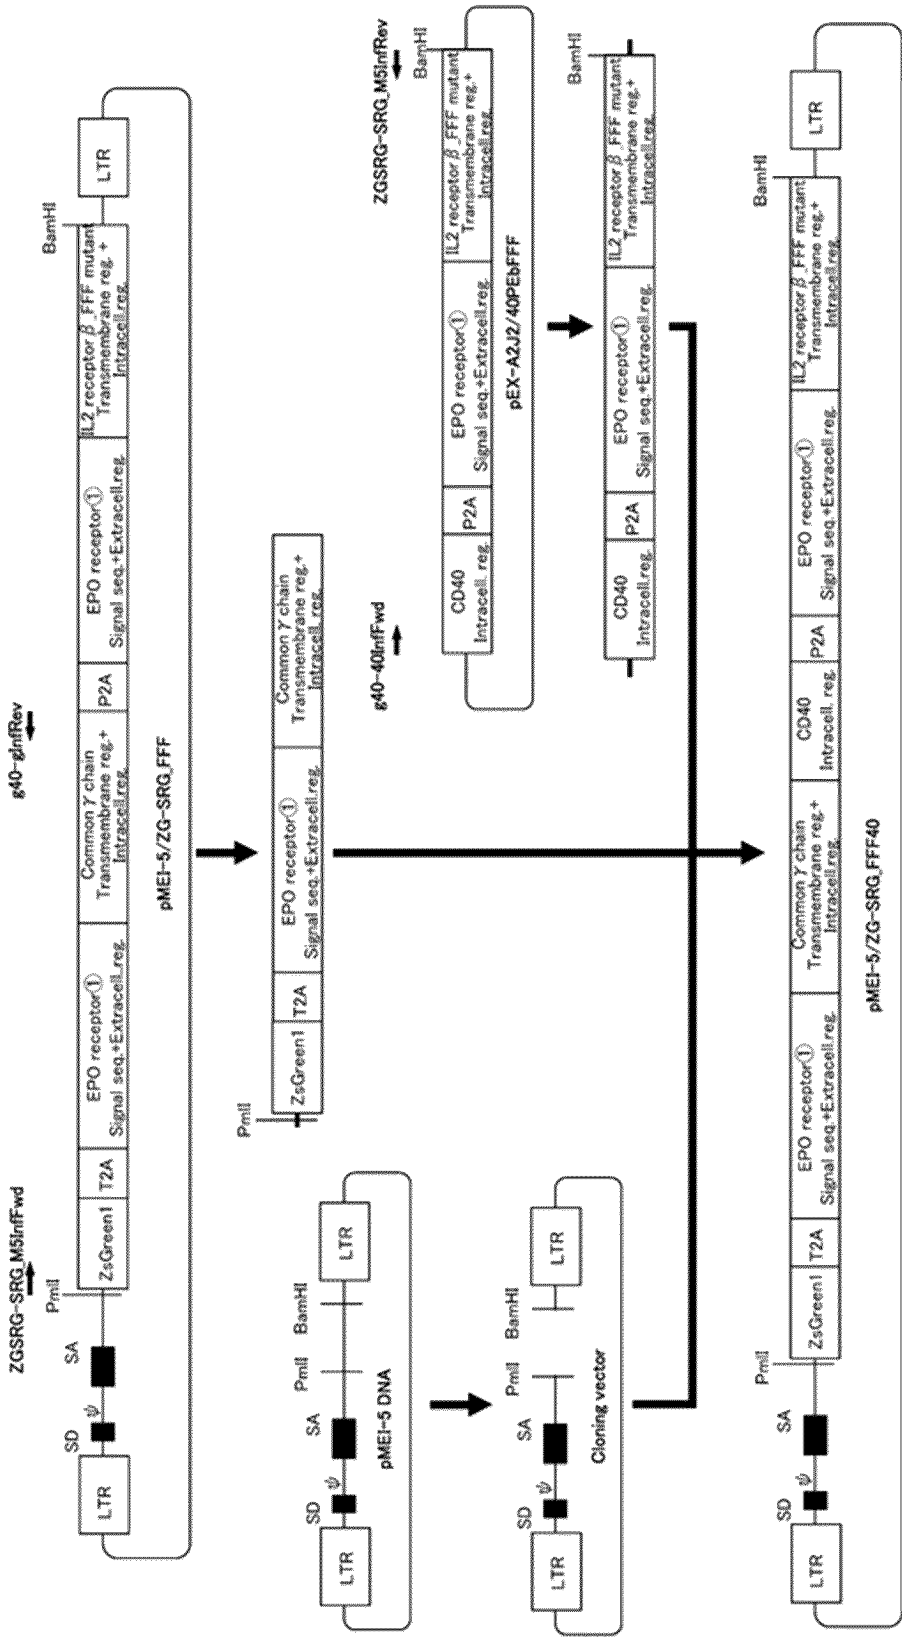 ZGSRG-SRG_M5InfFwd
g40-gInfRev
PmlI
BamHI
LTR
SD
ψ
SA
ZsGreen1
T2A
EPO receptor①
Signal seq.+Extracell.reg.
Common γ chain
Transmembrane reg.+
Intracell.reg.
P2A
EPO receptor①
Signal seq.+Extracell.reg.
IL2 receptor β_FFF mutant
Transmembrane reg. +
Intracell.reg.
LTR
pMEI-5/ZG-SRG_FFF
PmlI
ZsGreen1
T2A
EPO receptor①
Signal seq.+Extracell.reg.
Common γ chain
Transmembrane reg.+
Intracell. reg.
LTR
SD
ψ
SA
PmlI
BamHI
LTR
pMEI-5 DNA
g40-40InfFwd
ZGSRG-SRG_M5InfRev
BamHI
CD40
Intracell. reg.
P2A
EPO receptor①
Signal seq.+Extracell.reg.
IL2 receptor β_FFF mutant
Transmembrane reg.+
Intracell.reg.
pEX-A2J2/40PEbFFF
LTR
SD
ψ
SA
PmlI
BamHI
LTR
Cloning vector
BamHI
CD40
Intracell.reg.
P2A
EPO receptor①
Signal seq.+Extracell.reg.
IL2 receptor β_FFF mutant
Transmembrane reg.+
Intracell.reg.
PmlI
BamHI
LTR
SD
ψ
SA
ZsGreen1
T2A
EPO receptor①
Signal seq.+Extracell.reg.
Common γ chain
Transmembrane reg.+
Intracell.reg.
CD40
Intracell. reg.
P2A
EPO receptor①
Signal seq.+Extracell.reg.
IL2 receptor β_FFF mutant
Transmembrane reg.+
Intracell.reg.
LTR
pMEI-5/ZG-SRG_FFF40